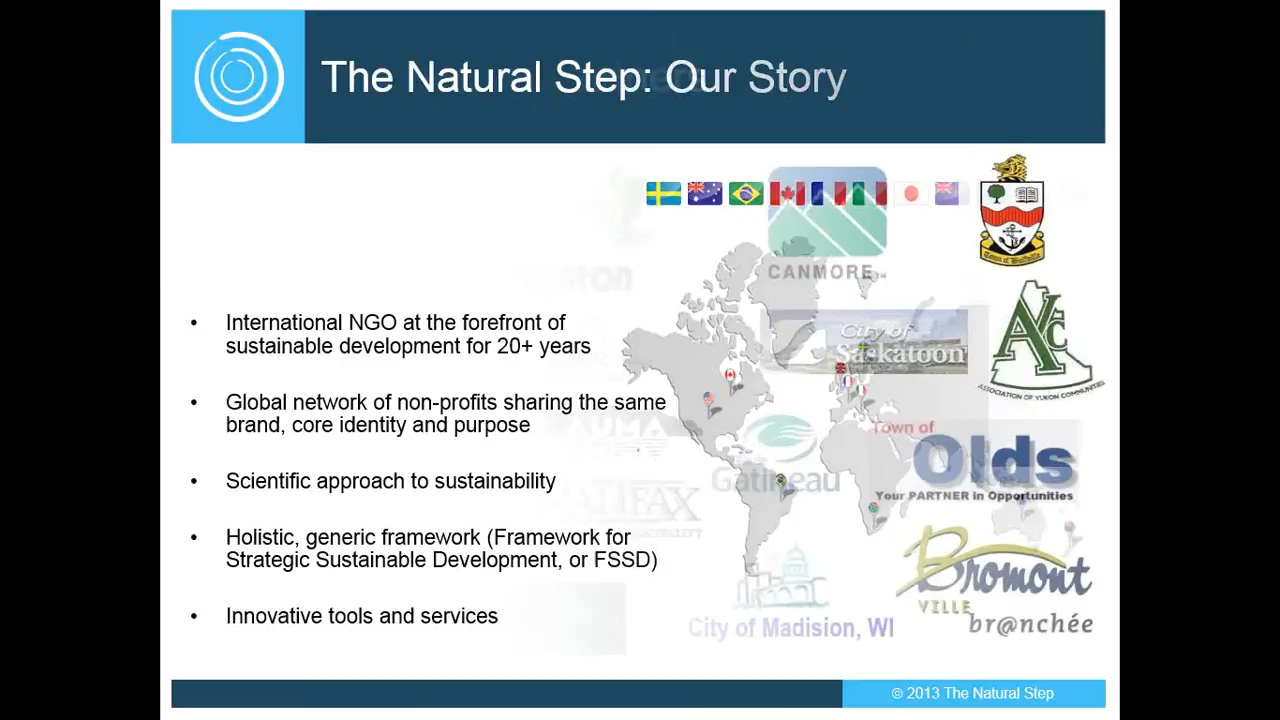 The Natural Step: Our Story
CANMORE
Town of Wolfville
International NGO at the forefront of
sustainable development for 20+ years
City of
Saskatoon
AYC
ASSOCIATION OF YUKON COMMUNITIES
Global network of non-profits sharing the same
brand, core identity and purpose
AUMA
Town of
Olds
Your PARTNER in Opportunities
Gatineau
Scientific approach to sustainability
HALIFAX
Holistic, generic framework (Framework for
Strategic Sustainable Development, or FSSD)
Bromont
VILLE
br@nchée
Innovative tools and services
City of Madision, WI
© 2013 The Natural Step